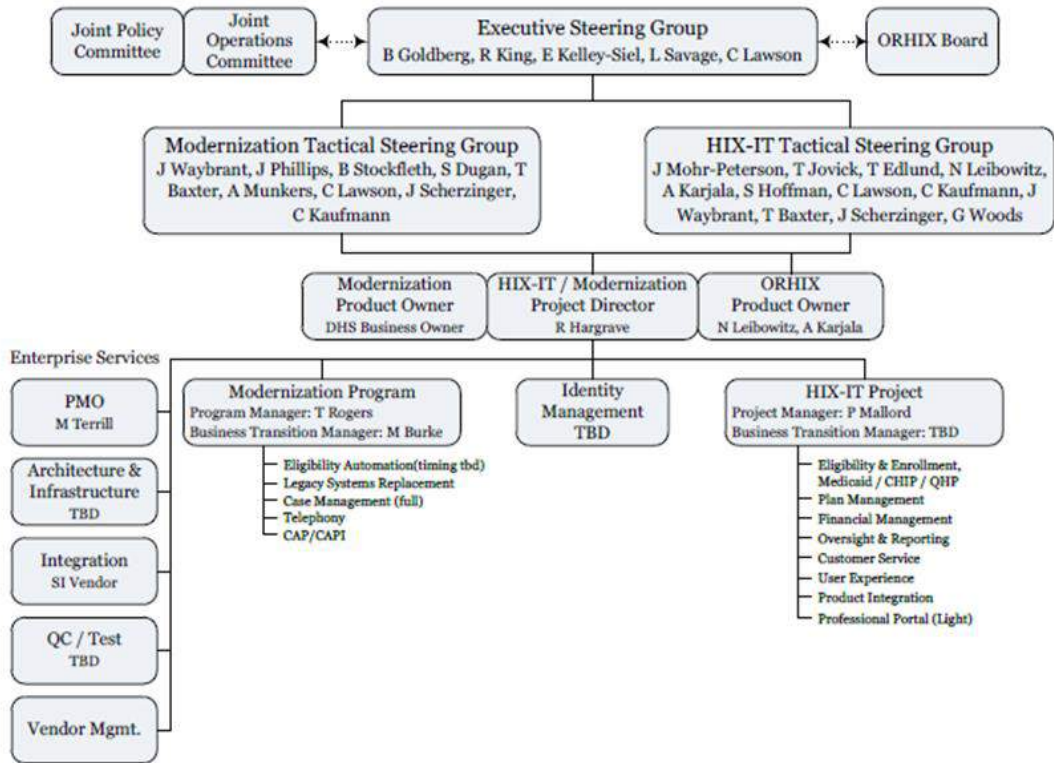 Joint Policy
Committee
Joint
Operations
Committee
Executive Steering Group
B Goldberg, R King, E Kelley-Siel, L Savage, C Lawson
ORHIX Board
Modernization Tactical Steering Group
J Waybrant, J Phillips, B Stockfleth, S Dugan, T
Baxter, A Munkers, C Lawson, J Scherzinger,
C Kaufmann
HIX-IT Tactical Steering Group
J Mohr-Peterson, T Jovick, T Edlund, N Leibowitz,
A Karjala, S Hoffman, C Lawson, C Kaufmann, J
Waybrant, T Baxter, J Scherzinger, G Woods
Modernization
Product Owner
DHS Business Owner
HIX-IT / Modernization
Project Director
R Hargrave
ORHIX
Product Owner
N Leibowitz, A Karjala
Enterprise Services
PMO
M Terrill
Architecture &
Infrastructure
TBD
Integration
SI Vendor
QC / Test
TBD
Vendor Mgmt.
Modernization Program
Program Manager: T Rogers
Business Transition Manager: M Burke
Eligibility Automation(timing tbd)
Legacy Systems Replacement
Case Management (full)
Telephony
CAP/CAPI
Identity
Management
TBD
HIX-IT Project
Project Manager: P Mallord
Business Transition Manager: TBD
Eligibility & Enrollment,
Medicaid / CHIP / QHP
Plan Management
Financial Management
Oversight & Reporting
Customer Service
User Experience
Product Integration
Professional Portal (Light)